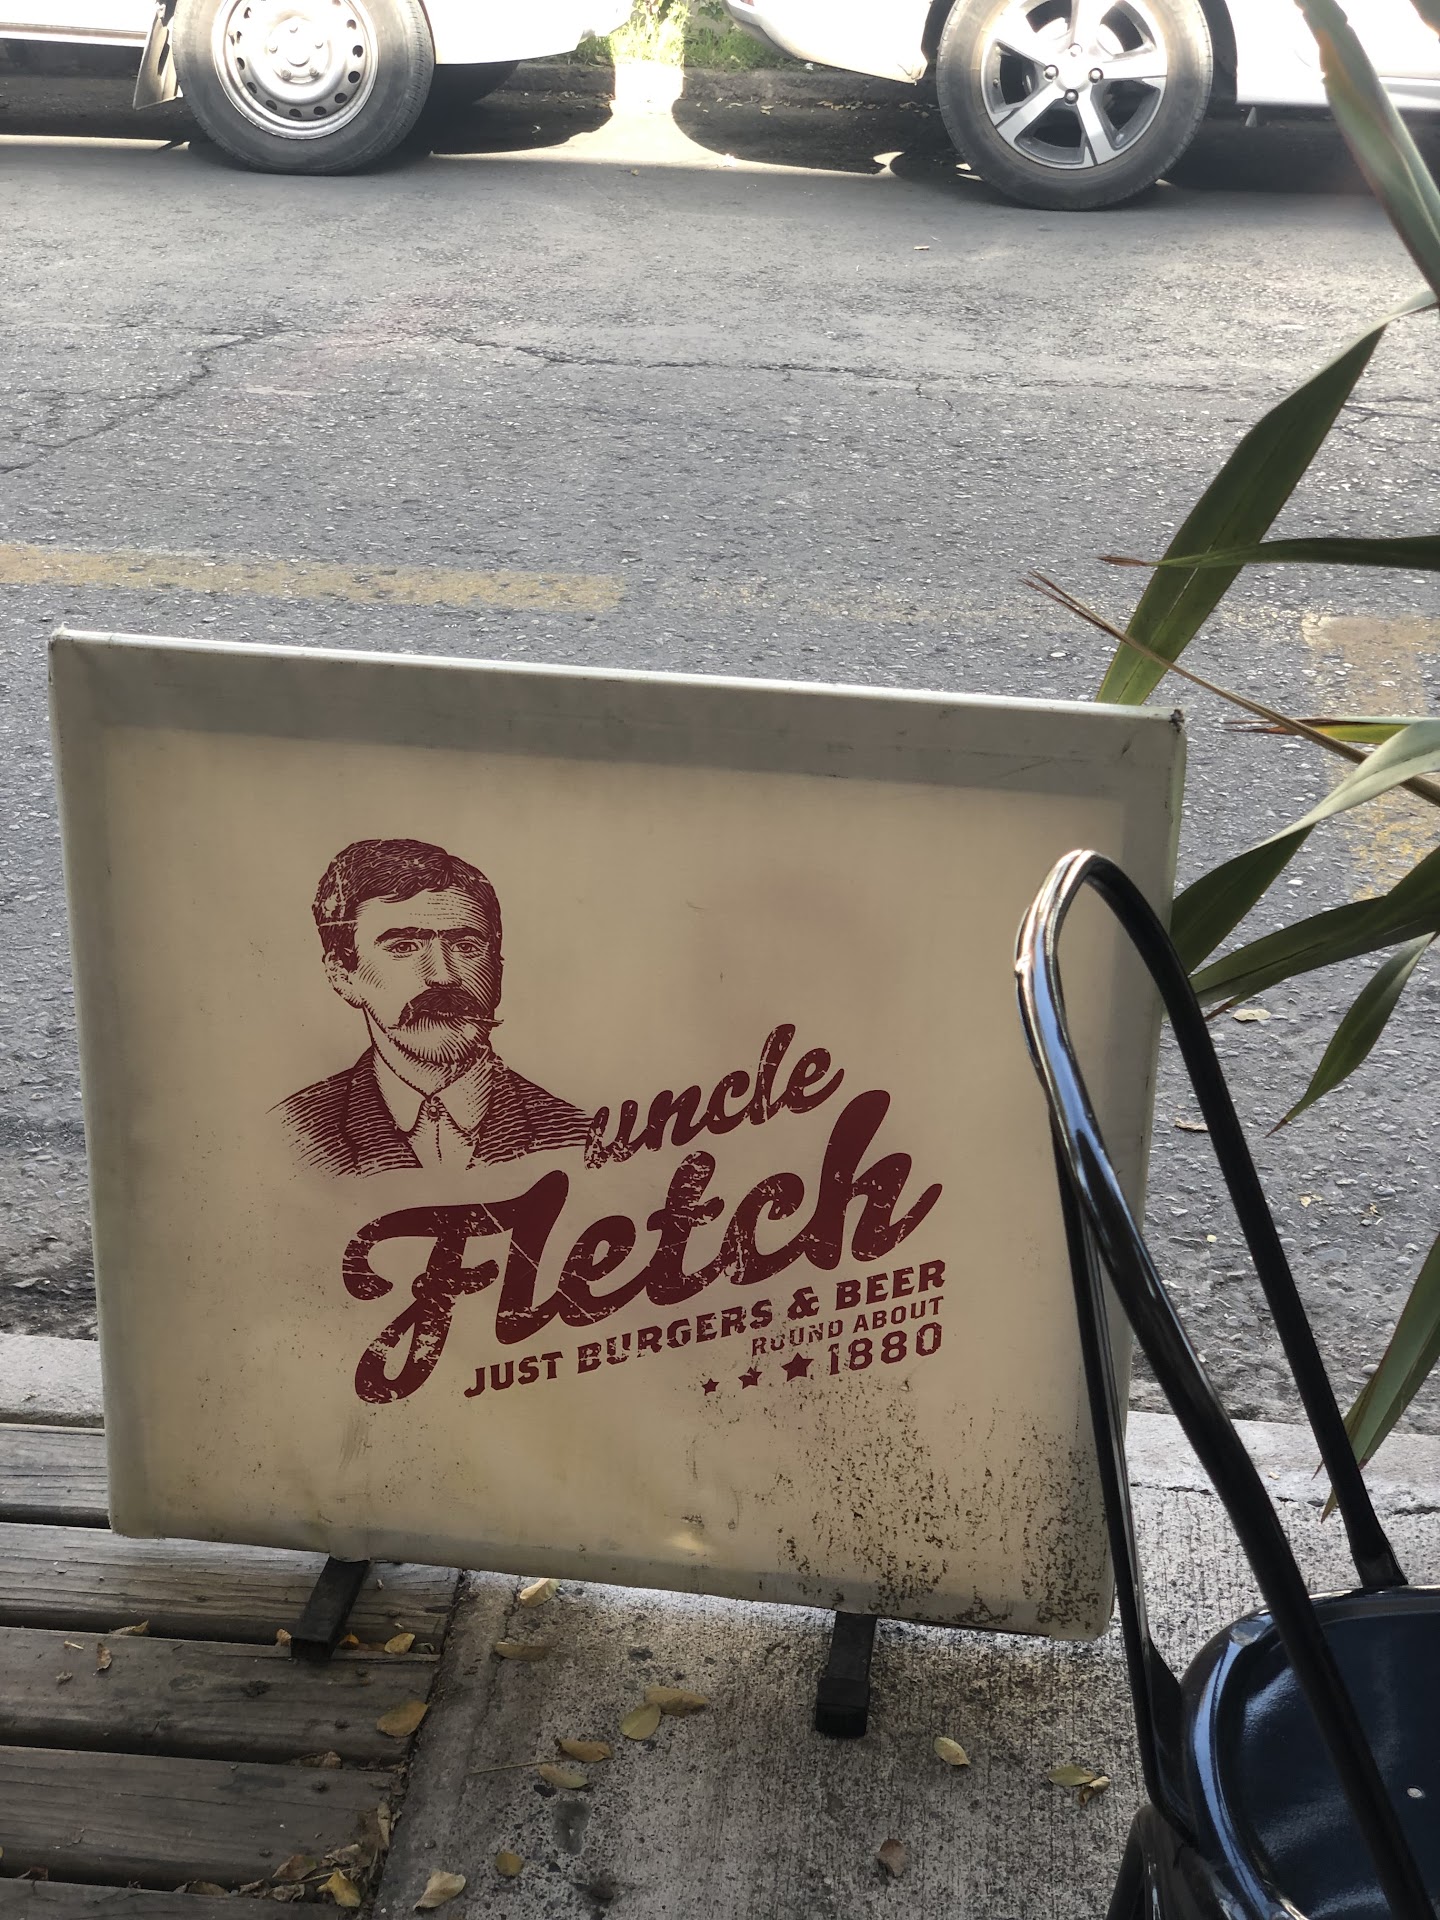 uncle
Fletch
JUST BURGERS & BEER
ROUND ABOUT
1880